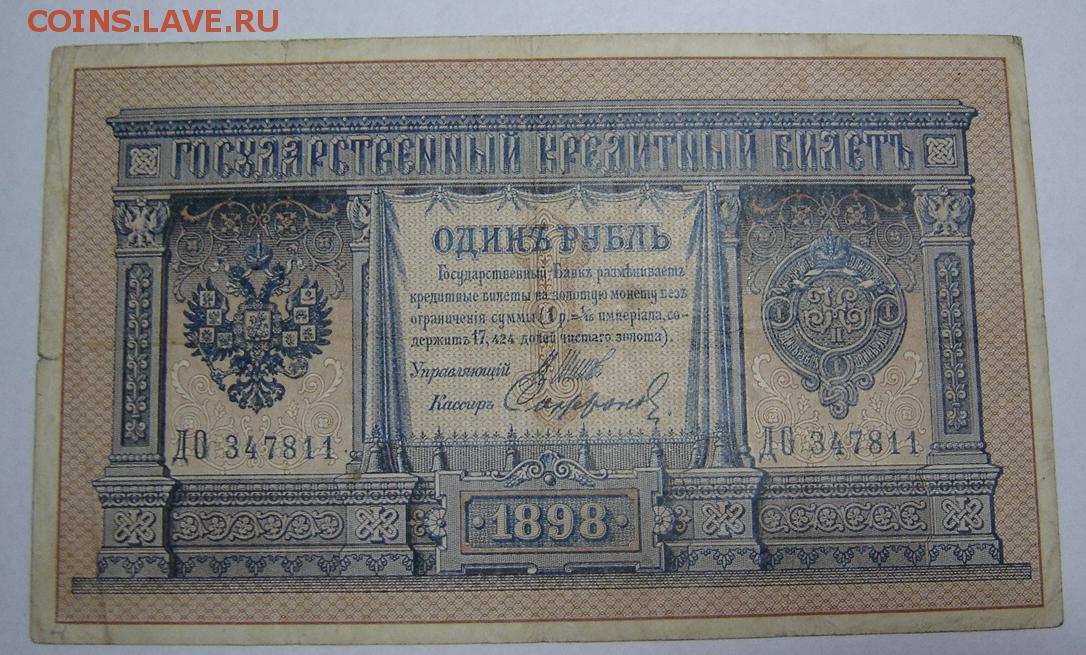 COINS.LAVE.RU
ГОСУДАРСТВЕННЫЙ КРЕДИТНЫЙ БИЛЕТЪ
ОДИНЪ РУБЛЬ
Государственный Банкъ размѣниваетъ
кредитные билеты на золотую монету безъ
ограниченія суммы (1 р. = 1/15 имперіала, со-
держитъ 17,424 долей чистаго золота).
Управляющій
Кассиръ Сафронов
ДО 347811
ДО 347811
1898